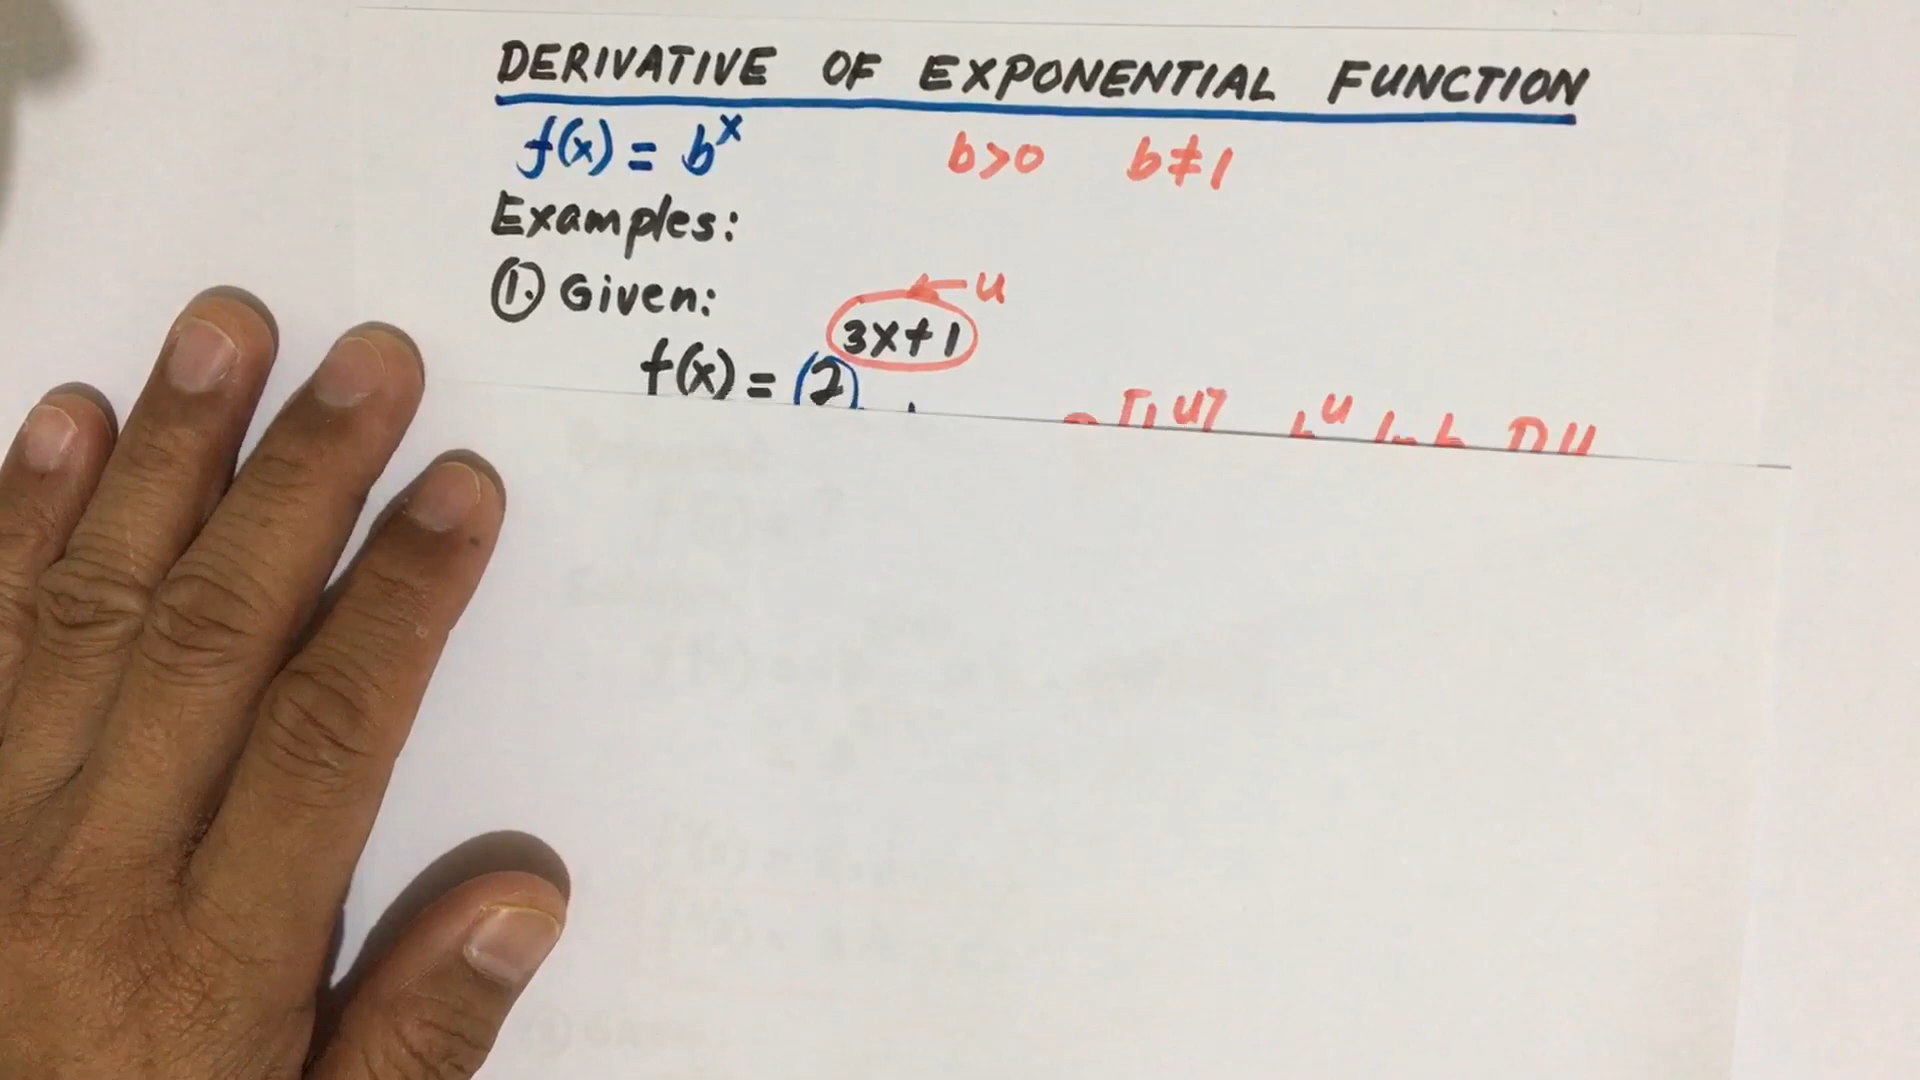 DERIVATIVE OF EXPONENTIAL FUNCTION
f(x) = b^x b>0 b≠1
Examples:
① Given: ← u
f(x) = 2^(3x+1)